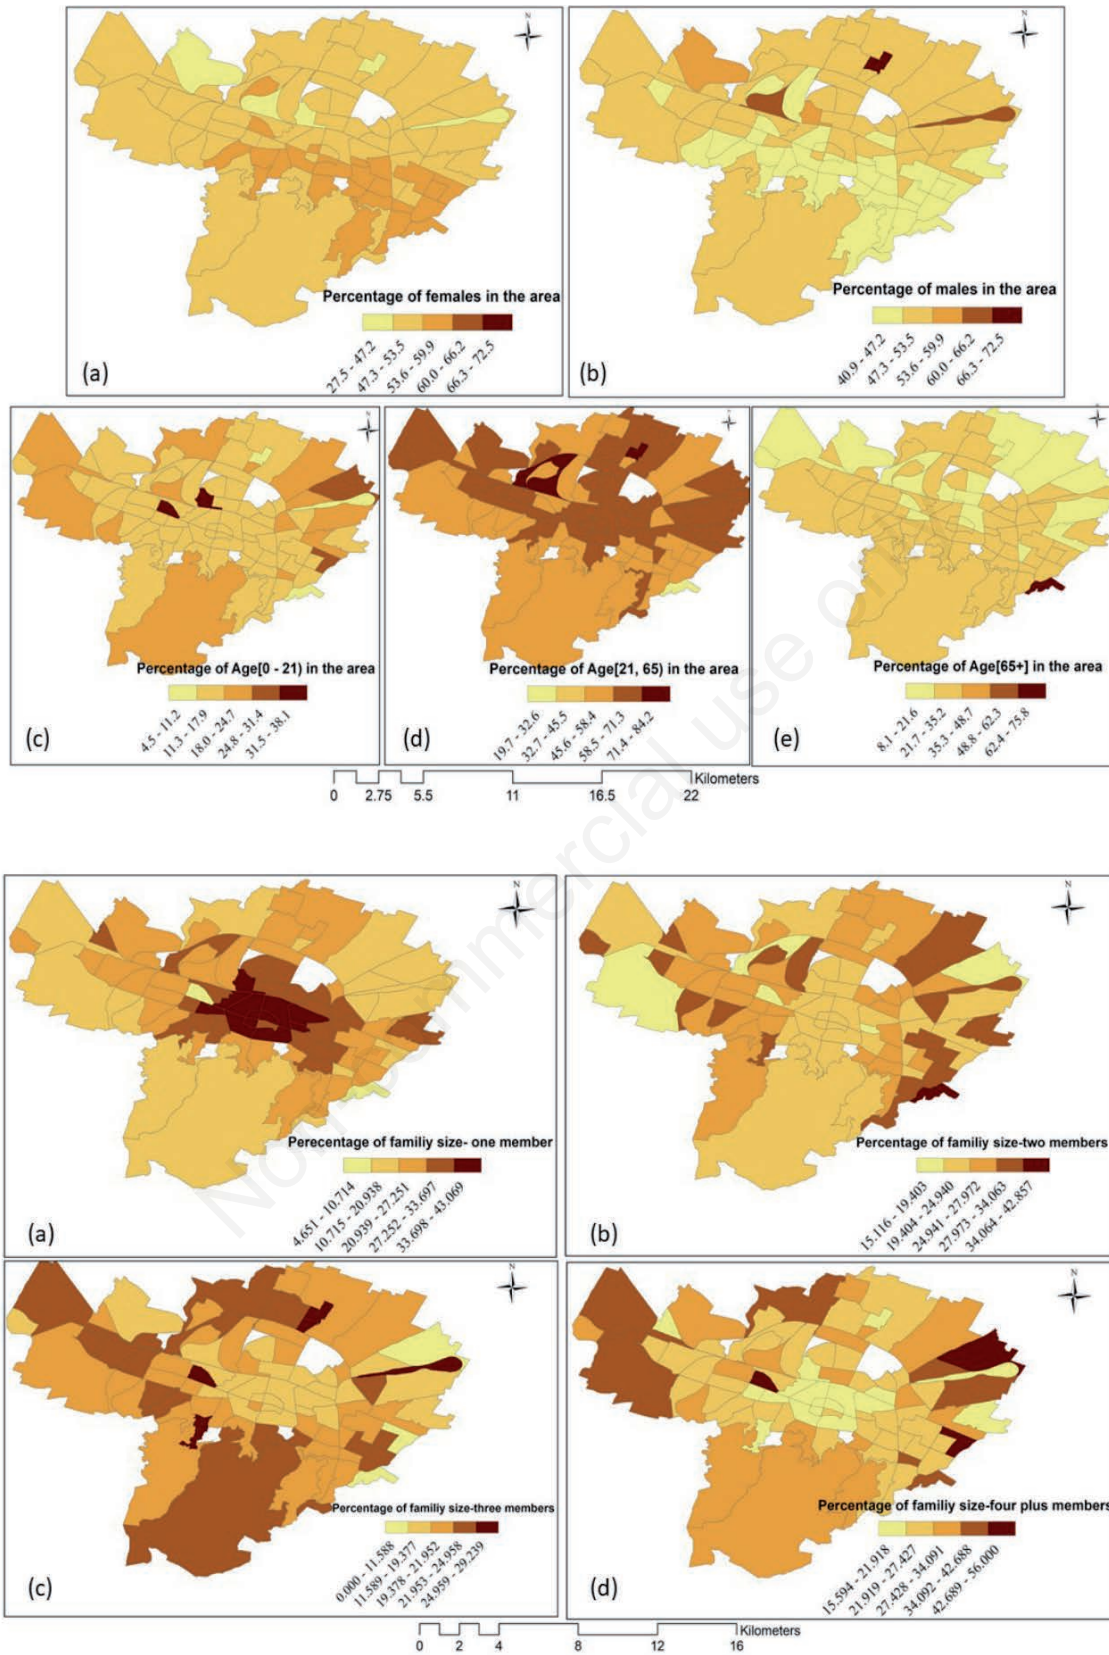 N
N
Percentage of females in the area
27.5 - 47.2
47.3 - 53.5
53.6 - 59.9
60.0 - 66.2
66.3 - 72.5
(a)
Percentage of males in the area
40.9 - 47.2
47.3 - 53.5
53.6 - 59.9
60.0 - 66.2
66.3 - 72.5
(b)
N
Percentage of Age[0 - 21) in the area
4.5 - 11.2
11.3 - 17.9
18.0 - 24.7
24.8 - 31.4
31.5 - 38.1
(c)
Percentage of Age[21, 65) in the area
19.7 - 32.6
32.7 - 45.5
45.6 - 58.4
58.5 - 71.3
71.4 - 84.2
(d)
Percentage of Age[65+] in the area
8.1 - 21.6
21.7 - 35.2
35.3 - 48.7
48.8 - 62.3
62.4 - 75.8
(e)
Kilometers
0 2.75 5.5 11 16.5 22
N
N
Perecentage of familiy size- one member
4.651 - 10.714
10.715 - 20.938
20.939 - 27.251
27.252 - 33.697
33.698 - 43.069
(a)
Percentage of familiy size-two members
15.116 - 19.403
19.404 - 24.940
24.941 - 27.972
27.973 - 34.063
34.064 - 42.857
(b)
N
N
Percentage of familiy size-three members
0.000 - 11.588
11.589 - 19.377
19.378 - 21.952
21.953 - 24.958
24.959 - 29.239
(c)
Percentage of familiy size-four plus members
15.594 - 21.918
21.919 - 27.427
27.428 - 34.091
34.092 - 42.688
42.689 - 56.000
(d)
Kilometers
0 2 4 8 12 16